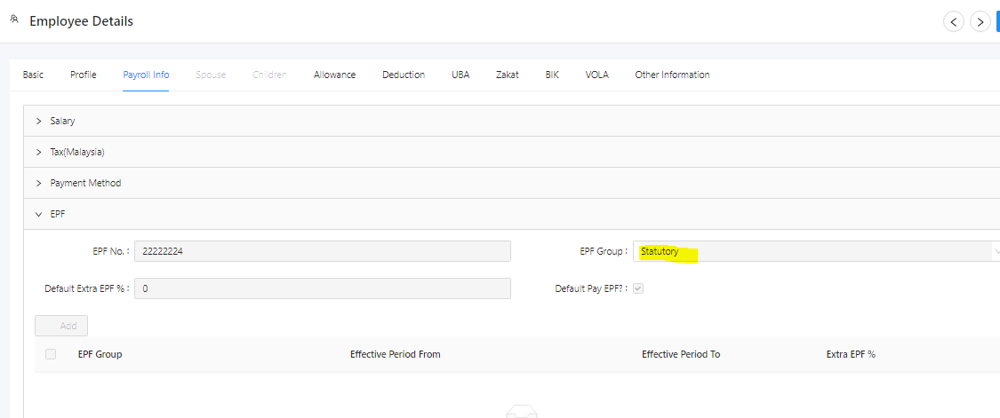 Employee Details
Basic Profile Payroll Info Spouse Children Allowance Deduction UBA Zakat BIK VOLA Other Information
Salary
Tax(Malaysia)
Payment Method
EPF
EPF No. : 22222224 EPF Group : Statutory
Default Extra EPF % : 0 Default Pay EPF? :
Add
EPF Group Effective Period From Effective Period To Extra EPF %